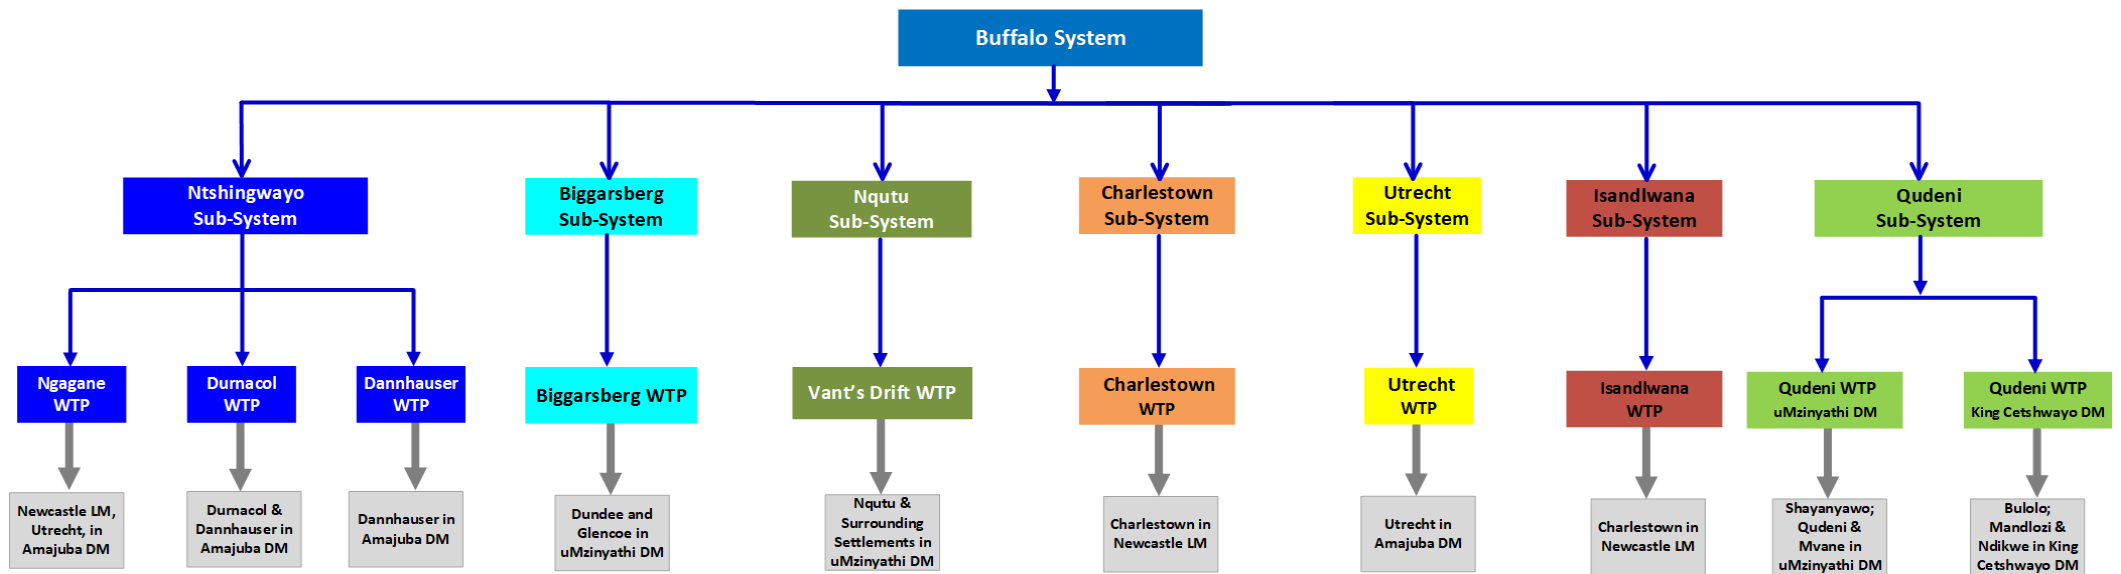 Buffalo System
Ntshingwayo
Sub-System
Biggarsberg
Sub-System
Nqutu
Sub-System
Charlestown
Sub-System
Utrecht
Sub-System
Isandlwana
Sub-System
Qudeni
Sub-System
Ngagane
WTP
Durnacol
WTP
Dannhauser
WTP
Biggarsberg WTP
Vant's Drift WTP
Charlestown
WTP
Utrecht
WTP
Isandlwana
WTP
Qudeni WTP
uMzinyathi DM
Qudeni WTP
King Cetshwayo DM
Newcastle LM,
Utrecht, in
Amajuba DM
Durnacol &
Dannhauser in
Amajuba DM
Dannhauser in
Amajuba DM
Dundee and
Glencoe in
uMzinyathi DM
Nqutu &
Surrounding
Settlements in
uMzinyathi DM
Charlestown in
Newcastle LM
Utrecht in
Amajuba DM
Charlestown in
Newcastle LM
Shayanyawo;
Qudeni &
Mvane in
uMzinyathi DM
Bulolo;
Mandlozi &
Ndikwe in King
Cetshwayo DM